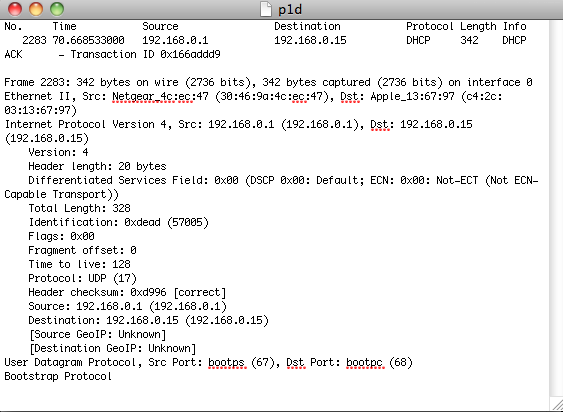 p1d
No. Time Source Destination Protocol Length Info
2283 70.668533000 192.168.0.1 192.168.0.15 DHCP 342 DHCP
ACK - Transaction ID 0x166addd9
Frame 2283: 342 bytes on wire (2736 bits), 342 bytes captured (2736 bits) on interface 0
Ethernet II, Src: Netgear_4c:ec:47 (30:46:9a:4c:ec:47), Dst: Apple_13:67:97 (c4:2c:
03:13:67:97)
Internet Protocol Version 4, Src: 192.168.0.1 (192.168.0.1), Dst: 192.168.0.15
(192.168.0.15)
Version: 4
Header length: 20 bytes
Differentiated Services Field: 0x00 (DSCP 0x00: Default; ECN: 0x00: Not-ECT (Not ECN-
Capable Transport))
Total Length: 328
Identification: 0xdead (57005)
Flags: 0x00
Fragment offset: 0
Time to live: 128
Protocol: UDP (17)
Header checksum: 0xd996 [correct]
Source: 192.168.0.1 (192.168.0.1)
Destination: 192.168.0.15 (192.168.0.15)
[Source GeoIP: Unknown]
[Destination GeoIP: Unknown]
User Datagram Protocol, Src Port: bootps (67), Dst Port: bootpc (68)
Bootstrap Protocol